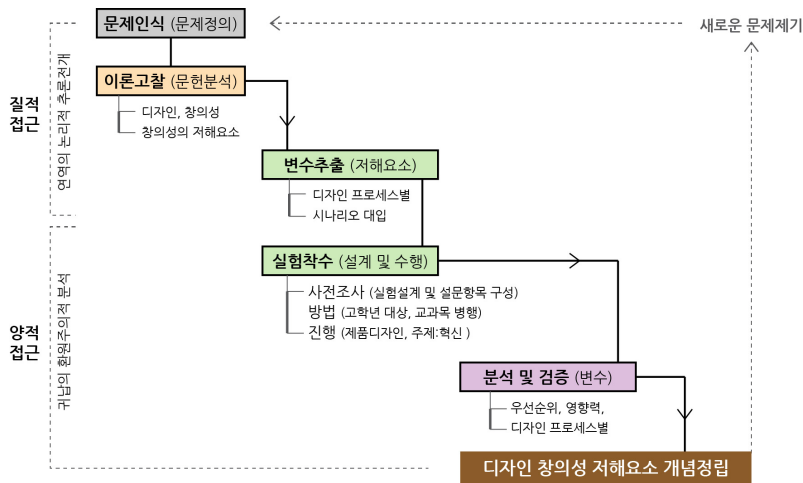 문제인식 (문제정의)
새로운 문제제기
이론고찰 (문헌분석)
디자인, 창의성
창의성의 저해요소
질적
접근
연역의 논리적 추론전개
변수추출 (저해요소)
디자인 프로세스별
시나리오 대입
실험착수 (설계 및 수행)
사전조사 (실험설계 및 설문항목 구성)
방법 (고학년 대상, 교과목 병행)
진행 (제품디자인, 주제:혁신 )
양적
접근
귀납의 환원주의적 분석
분석 및 검증 (변수)
우선순위, 영향력,
디자인 프로세스별
디자인 창의성 저해요소 개념정립